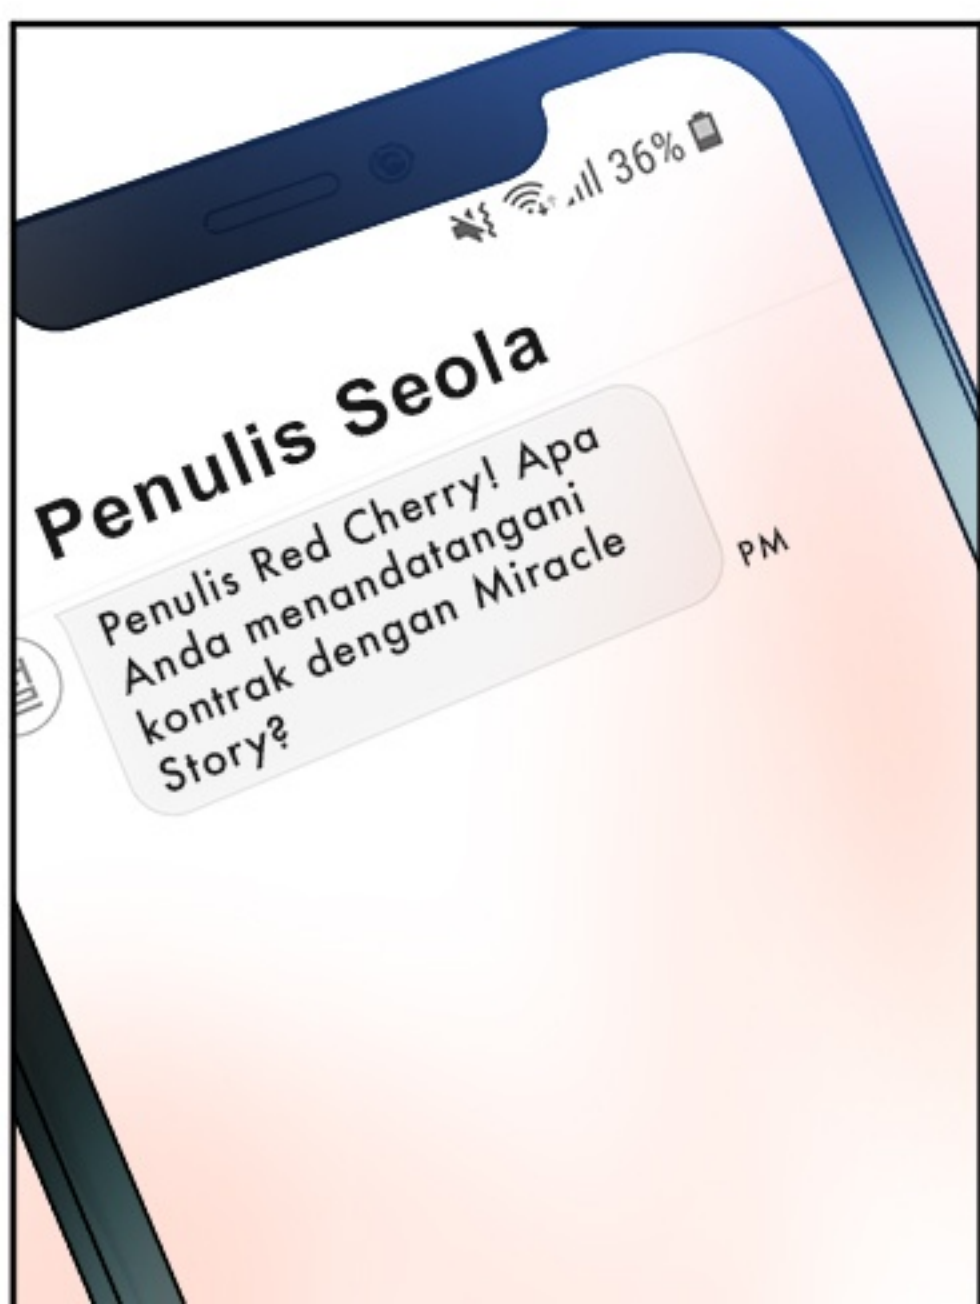 36%
Penulis Seola
Penulis Red Cherry! Apa
Anda menandatangani
kontrak dengan Miracle
Story?
PM